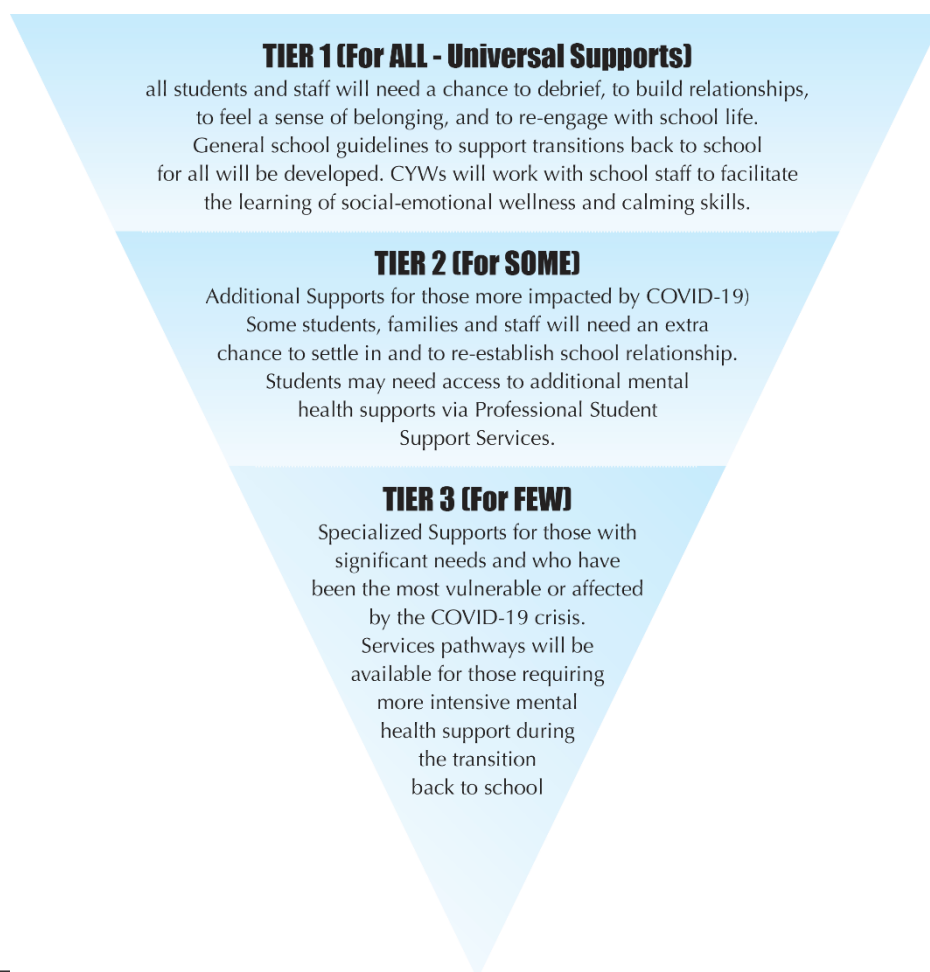 TIER 1 (For ALL - Universal Supports)
all students and staff will need a chance to debrief, to build relationships,
to feel a sense of belonging, and to re-engage with school life.
General school guidelines to support transitions back to school
for all will be developed. CYWs will work with school staff to facilitate
the learning of social-emotional wellness and calming skills.
TIER 2 (For SOME)
Additional Supports for those more impacted by COVID-19)
Some students, families and staff will need an extra
chance to settle in and to re-establish school relationship.
Students may need access to additional mental
health supports via Professional Student
Support Services.
TIER 3 (For FEW)
Specialized Supports for those with
significant needs and who have
been the most vulnerable or affected
by the COVID-19 crisis.
Services pathways will be
available for those requiring
more intensive mental
health support during
the transition
back to school